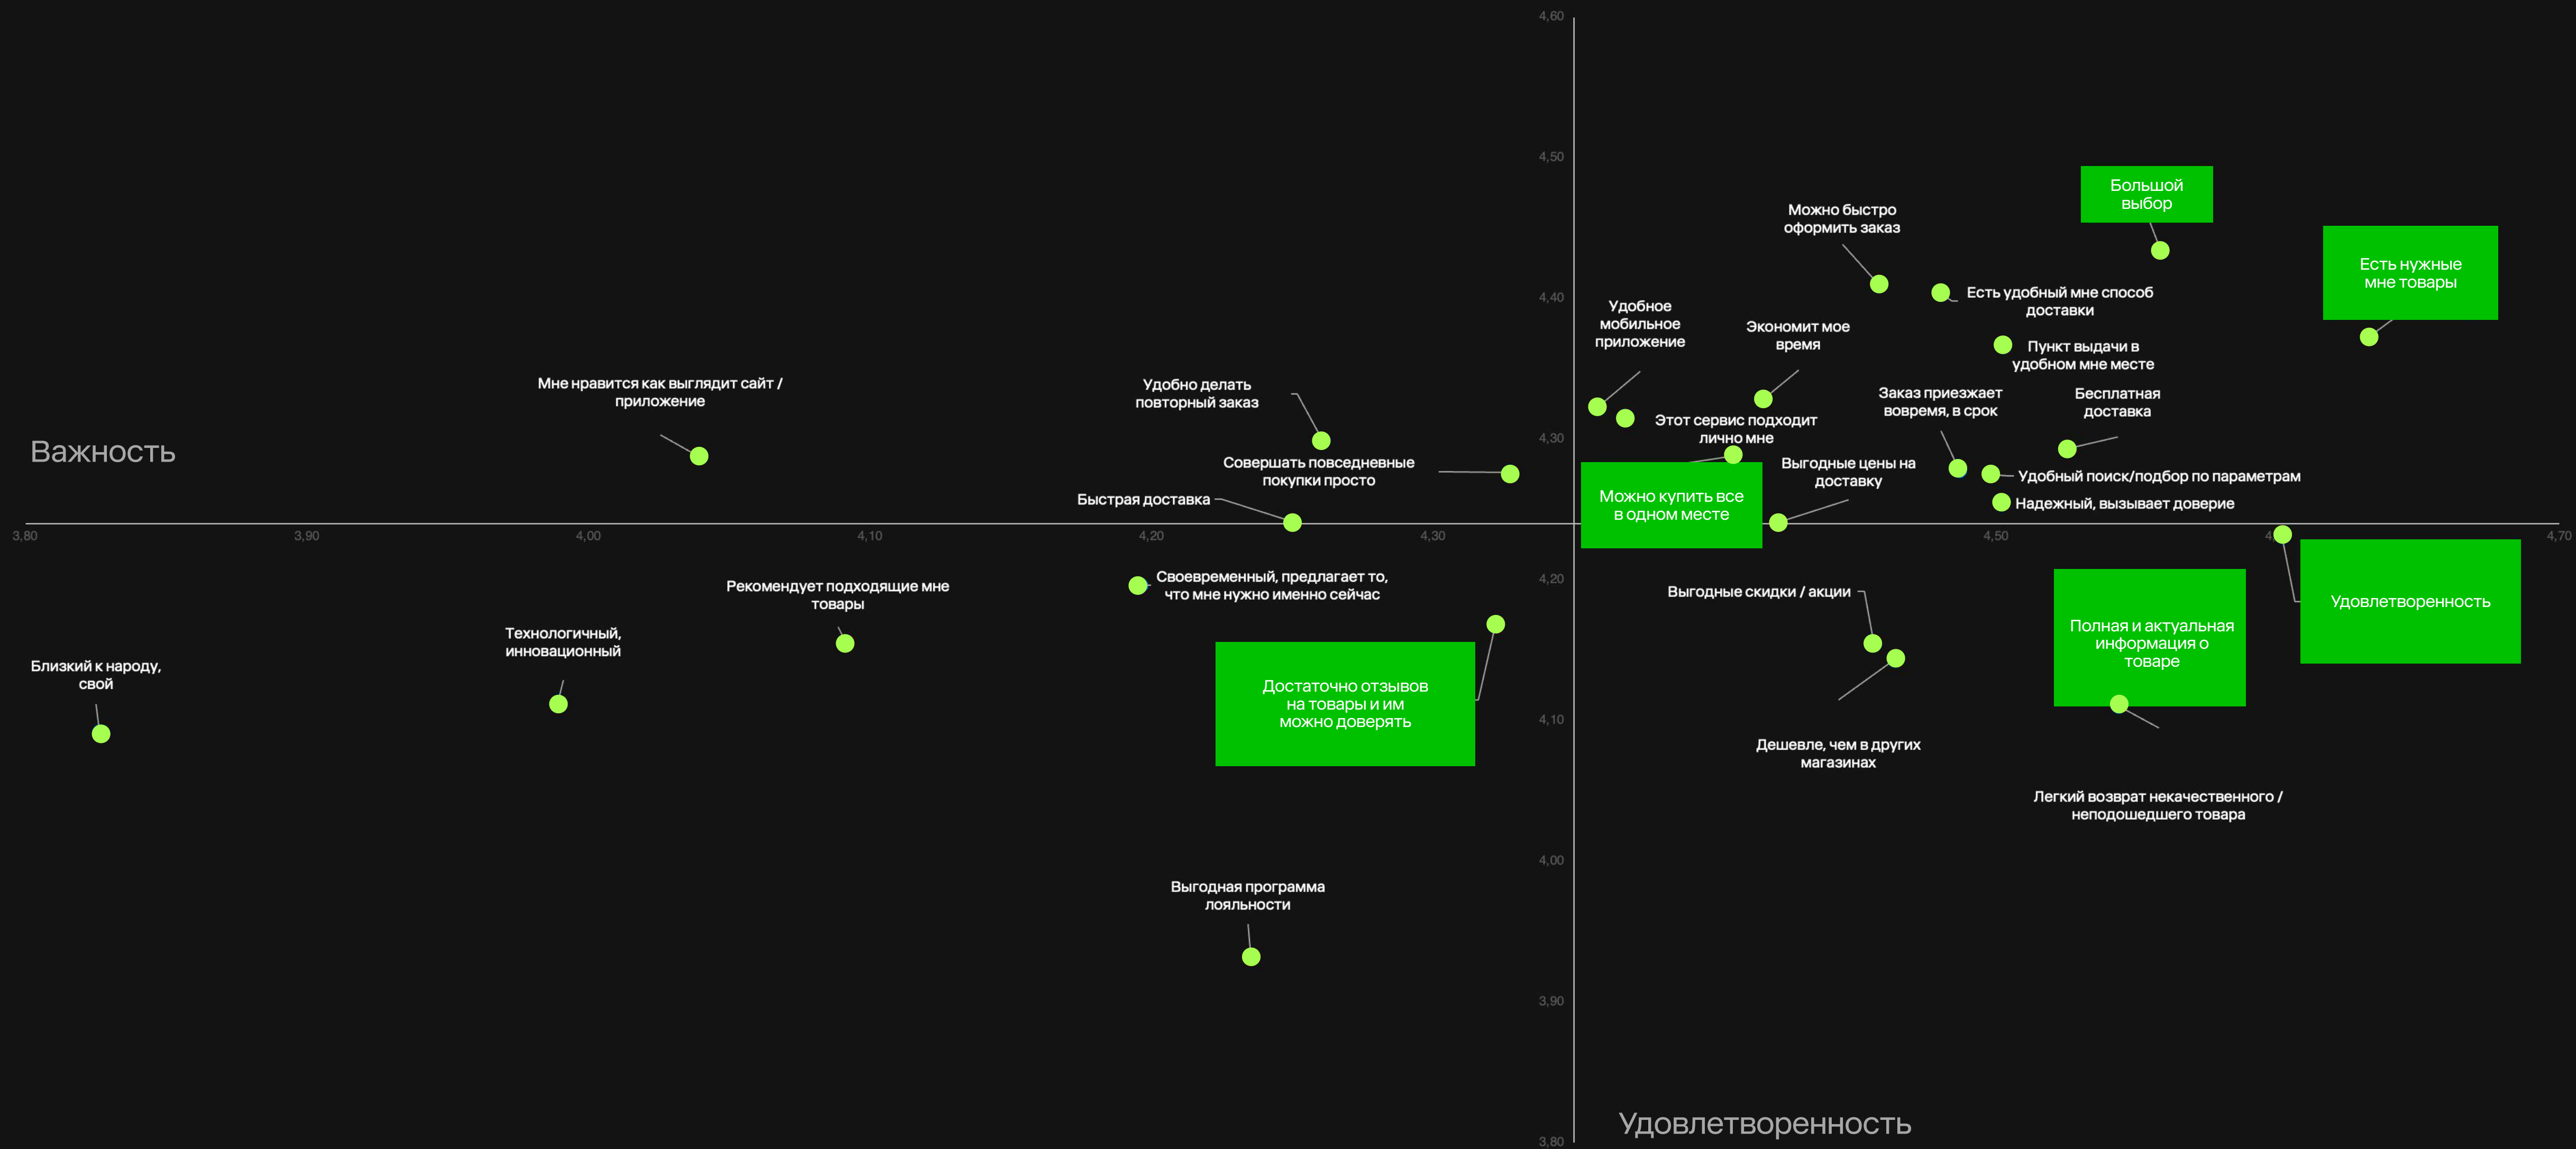 4,60
4,50
Большой
выбор
Можно быстро
оформить заказ
Есть нужные
мне товары
4,40
Есть удобный мне способ
доставки
Удобное
мобильное
приложение
Экономит мое
время
Пункт выдачи в
удобном мне месте
Мне нравится как выглядит сайт /
приложение
Удобно делать
повторный заказ
Заказ приезжает
вовремя, в срок
Бесплатная
доставка
Этот сервис подходит
лично мне
4,30
Важность
Совершать повседневные
покупки просто
Выгодные цены на
доставку
Удобный поиск/подбор по параметрам
Быстрая доставка
Можно купить все
в одном месте
Надежный, вызывает доверие
3,80
3,90
4,00
4,10
4,20
4,30
4,50
4,70
4,20
Рекомендует подходящие мне
товары
Своевременный, предлагает то,
что мне нужно именно сейчас
Выгодные скидки / акции
Удовлетворенность
Технологичный,
инновационный
Полная и актуальная
информация о
товаре
Близкий к народу,
свой
Достаточно отзывов
на товары и им
можно доверять
4,10
Дешевле, чем в других
магазинах
Легкий возврат некачественного /
неподошедшего товара
4,00
Выгодная программа
лояльности
3,90
Удовлетворенность
3,80